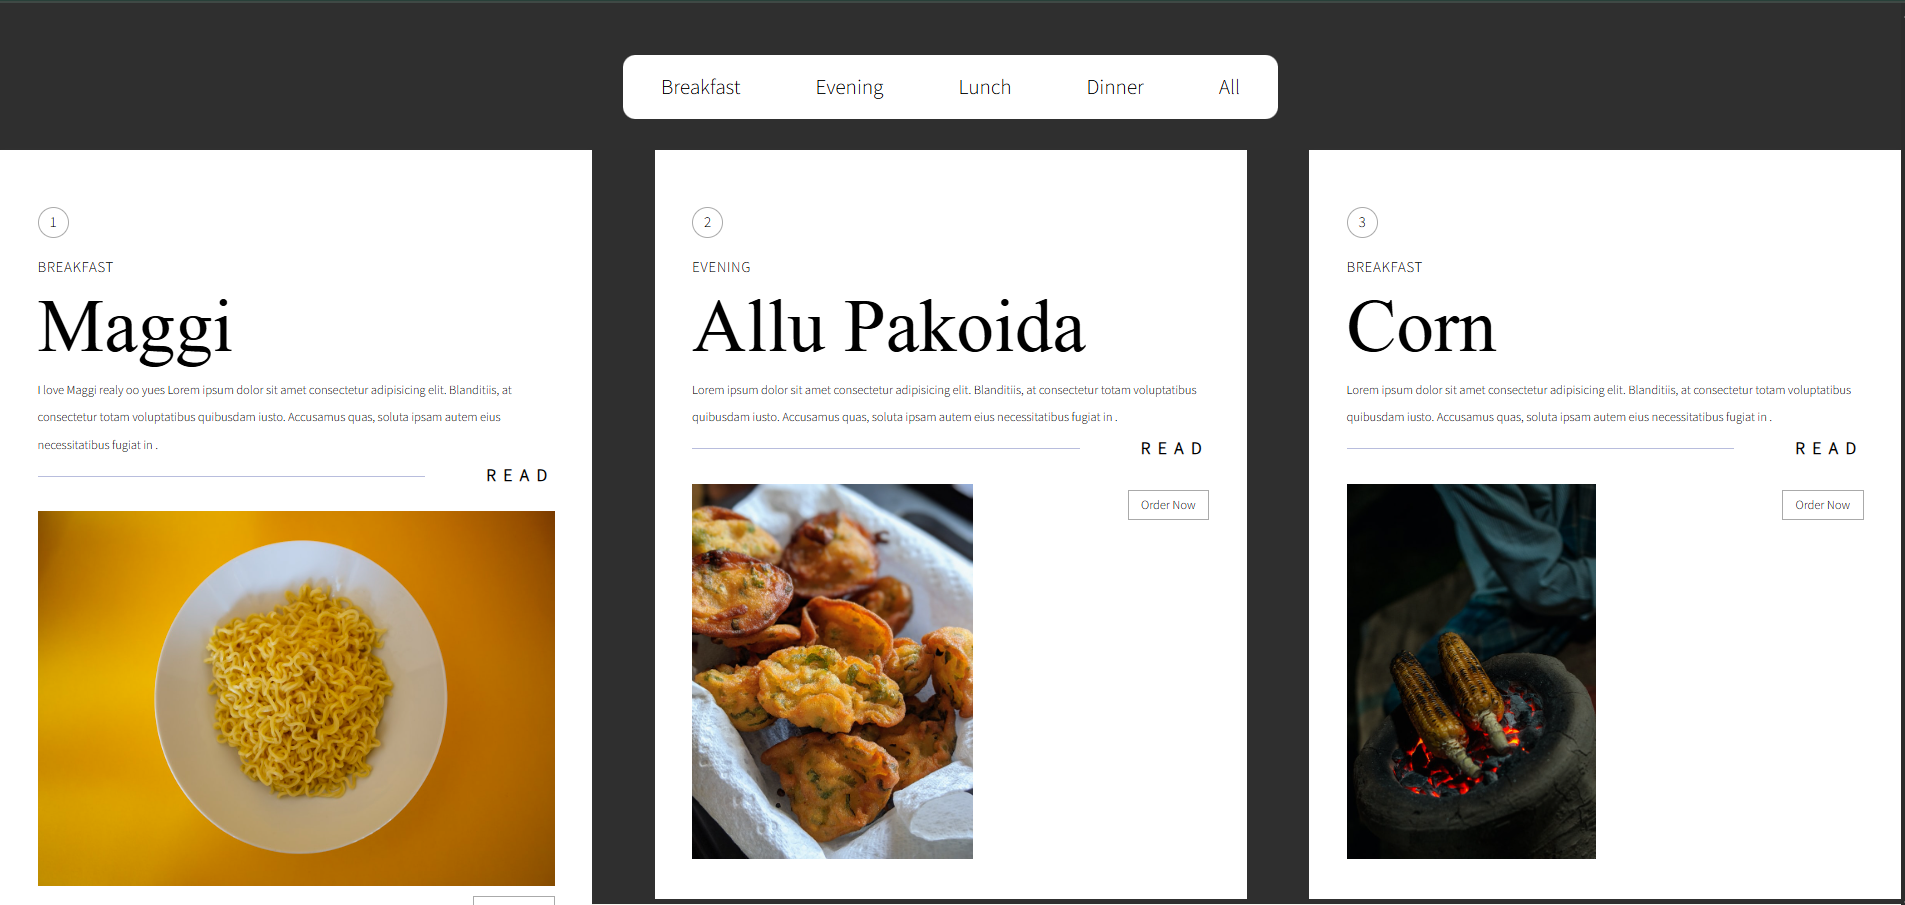 Breakfast Evening Lunch Dinner All
1
BREAKFAST
Maggi
I love Maggi realy oo yues Lorem ipsum dolor sit amet consectetur adipisicing elit. Blanditiis, at
consectetur totam voluptatibus quibusdam iusto. Accusamus quas, soluta ipsam autem eius
necessitatibus fugiat in .
READ
2
EVENING
Allu Pakoida
Lorem ipsum dolor sit amet consectetur adipisicing elit. Blanditiis, at consectetur totam voluptatibus
quibusdam iusto. Accusamus quas, soluta ipsam autem eius necessitatibus fugiat in .
READ
Order Now
3
BREAKFAST
Corn
Lorem ipsum dolor sit amet consectetur adipisicing elit. Blanditiis, at consectetur totam voluptatibus
quibusdam iusto. Accusamus quas, soluta ipsam autem eius necessitatibus fugiat in .
READ
Order Now